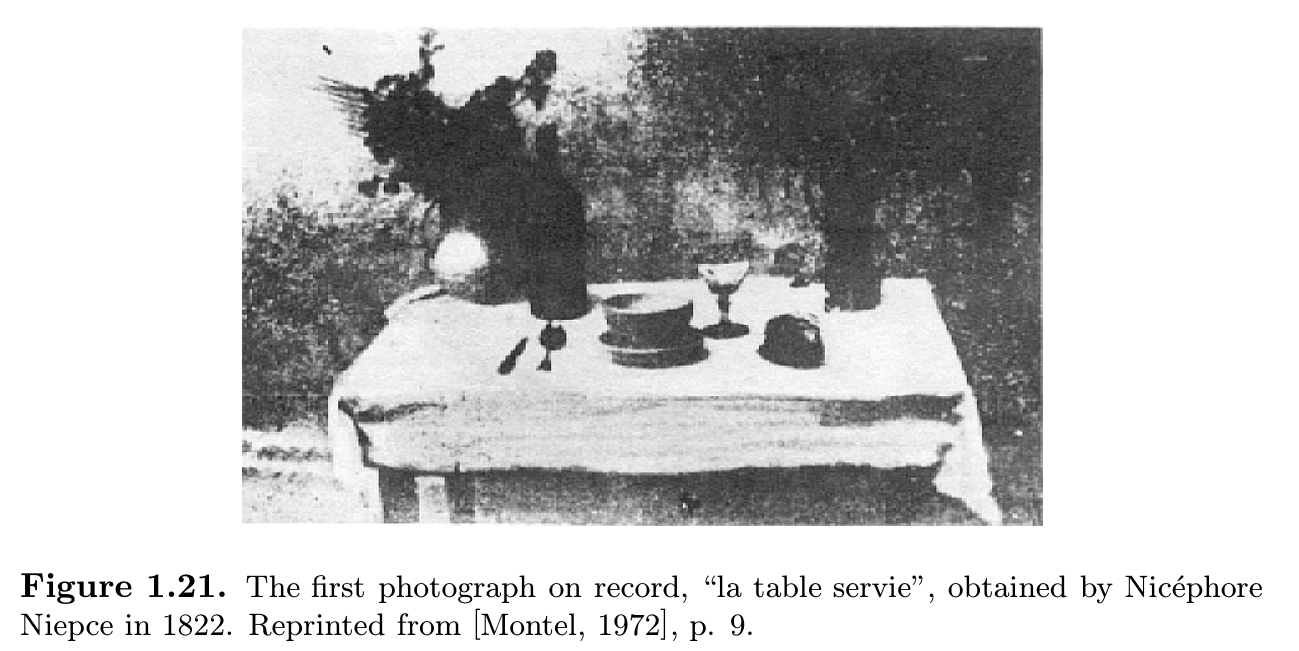 Figure 1.21. The first photograph on record, “la table servie”, obtained by Nicéphore
Niepce in 1822. Reprinted from [Montel, 1972], p. 9.